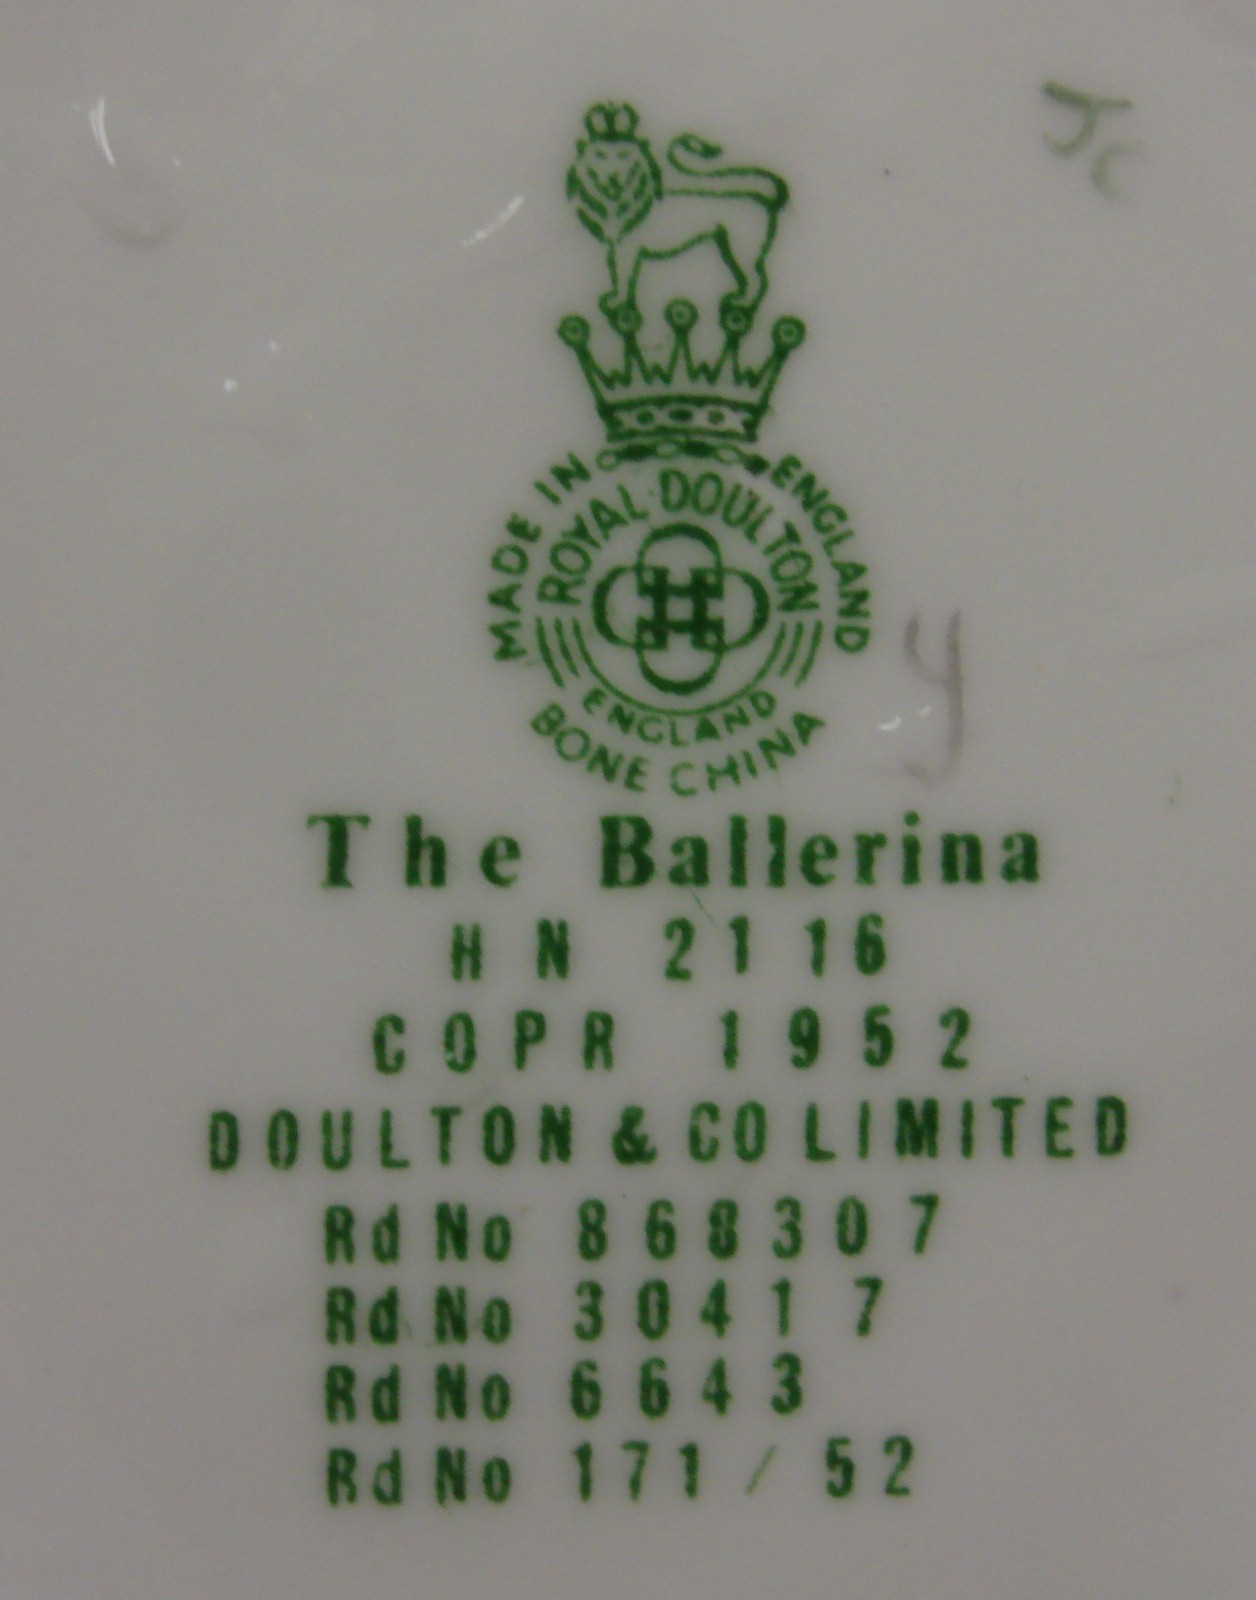 Jc
MADE IN ENGLAND
ROYAL DOULTON
ENGLAND
BONE CHINA
y
The Ballerina
HN 2116
COPR 1952
DOULTON & CO LIMITED
Rd No 868307
Rd No 30417
Rd No 6643
Rd No 171/52